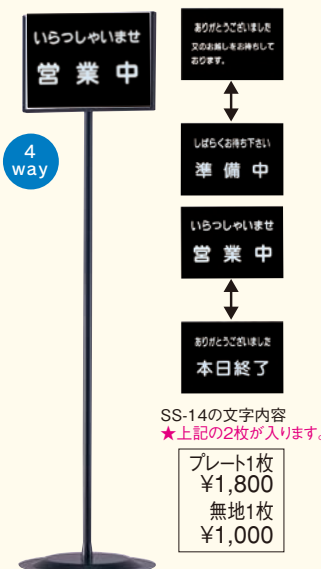 いらっしゃいませ
営業中
4
way
ありがとうございました
又のお越しをお待ちして
おります。
しばらくお待ち下さい
準備中
いらっしゃいませ
営業中
ありがとうございました
本日終了
SS-14の文字内容
★上記の2枚が入ります。
プレート1枚
¥1,800
無地1枚
¥1,000